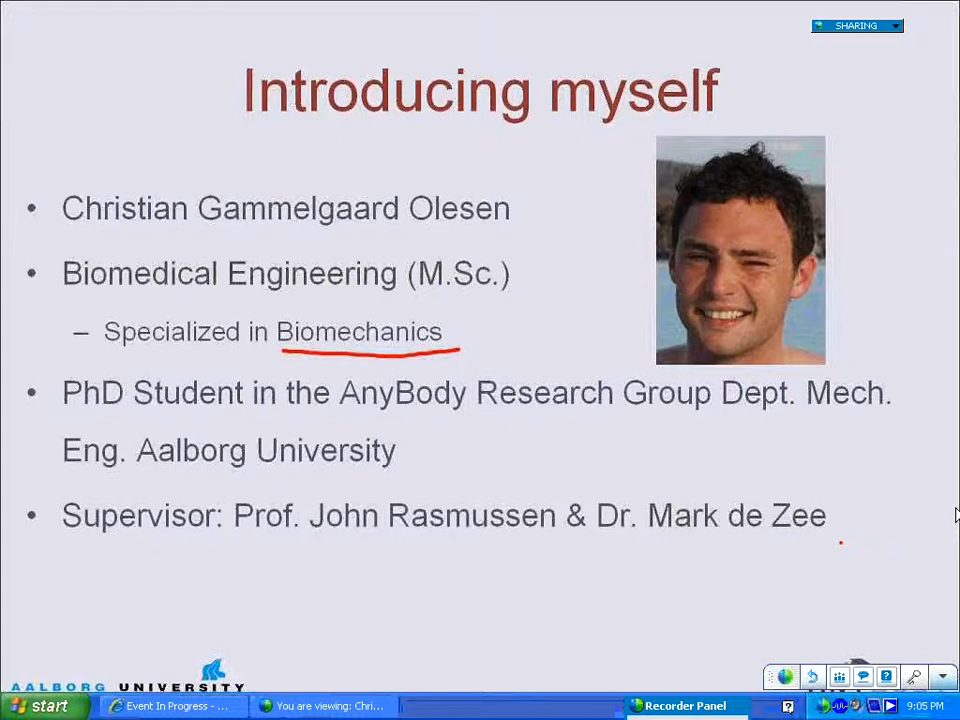 SHARING
Introducing myself
• Christian Gammelgaard Olesen
• Biomedical Engineering (M.Sc.)
– Specialized in Biomechanics
• PhD Student in the AnyBody Research Group Dept. Mech.
Eng. Aalborg University
• Supervisor: Prof. John Rasmussen & Dr. Mark de Zee
AALBORG UNIVERSITY
start
Event In Progress - ...
You are viewing: Chri...
Recorder Panel
9:05 PM